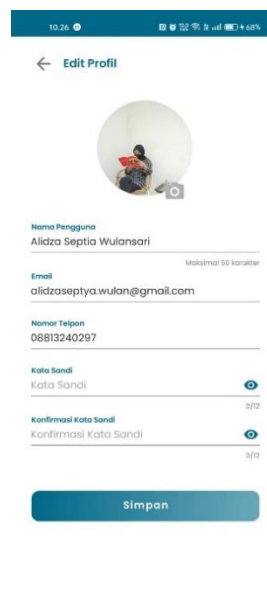 10.26
68%
Edit Profil
Nama Pengguna
Alidza Septia Wulansari
Maksimal 50 karakter
Email
alidzaseptya.wulan@gmail.com
Nomor Telpon
08813240297
Kata Sandi
Kata Sandi
0/12
Konfirmasi Kata Sandi
Konfirmasi Kata Sandi
0/12
Simpan